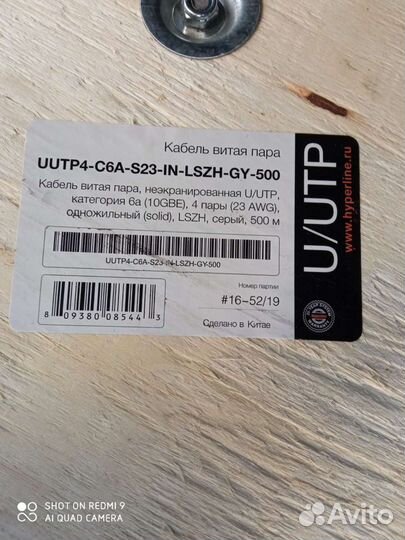 Кабель витая пара
UUTP4-C6A-S23-IN-LSZH-GY-500
Кабель витая пара, неэкранированная U/UTP,
категория 6а (10GBE), 4 пары (23 AWG),
одножильный (solid), LSZH, серый, 500 м
UUTP4-C6A-S23-IN-LSZH-GY-500
Номер партии
#16-52/19
8 09380 08544 3
Сделано в Китае
U/UTP
www.hyperline.ru
SHOT ON REDMI 9
AI QUAD CAMERA
Avito